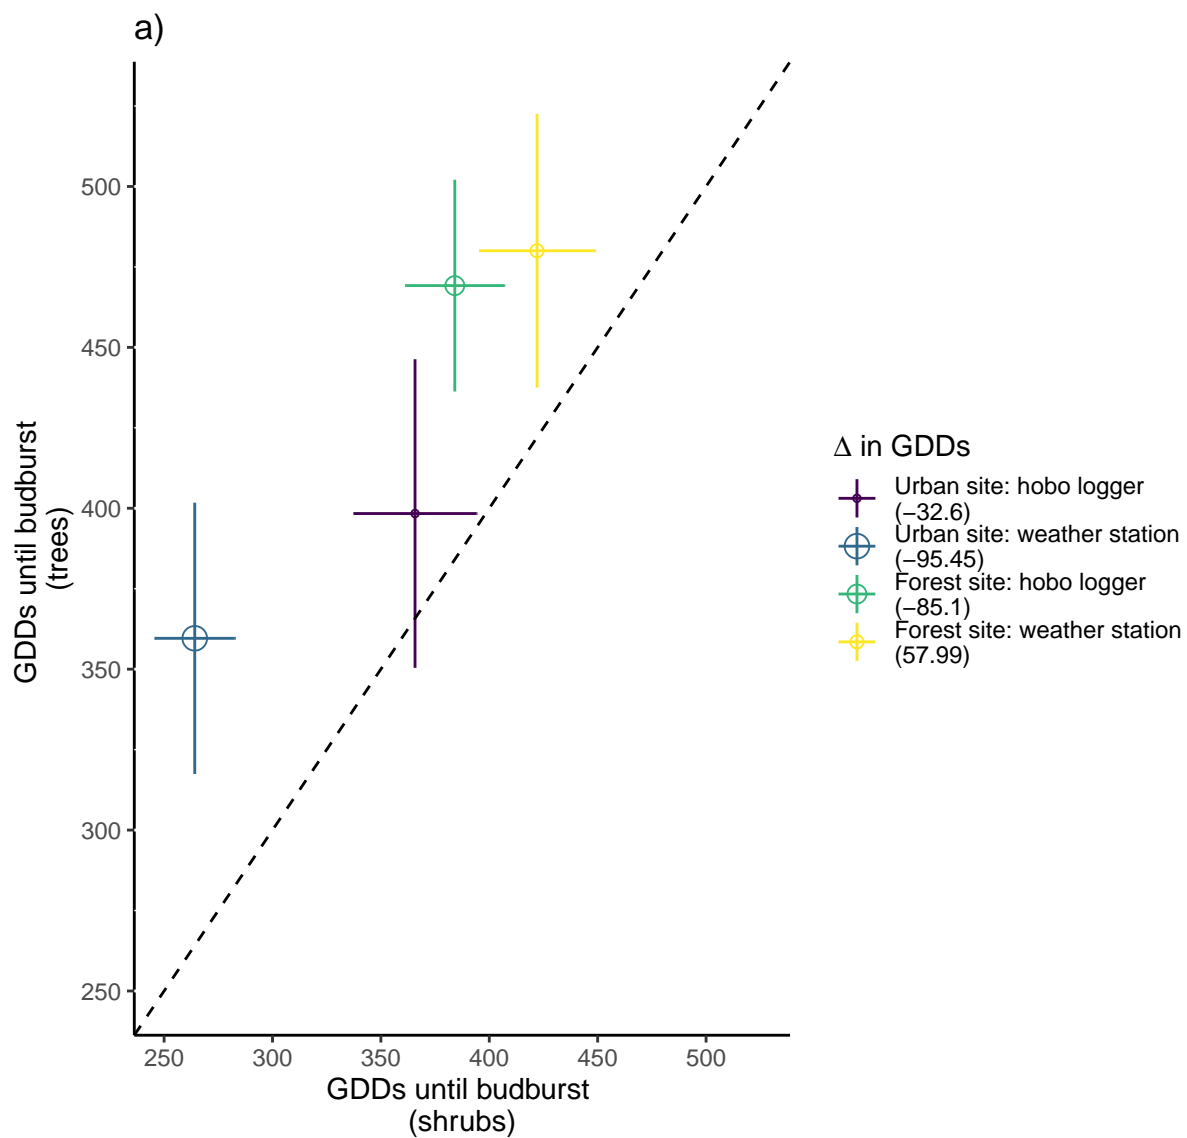 a)
500
450
400
350
300
250
GDDs until budburst
(trees)
250 300 350 400 450 500
GDDs until budburst
(shrubs)
Δ in GDDs
Urban site: hobo logger
(−32.6)
Urban site: weather station
(−95.45)
Forest site: hobo logger
(−85.1)
Forest site: weather station
(57.99)